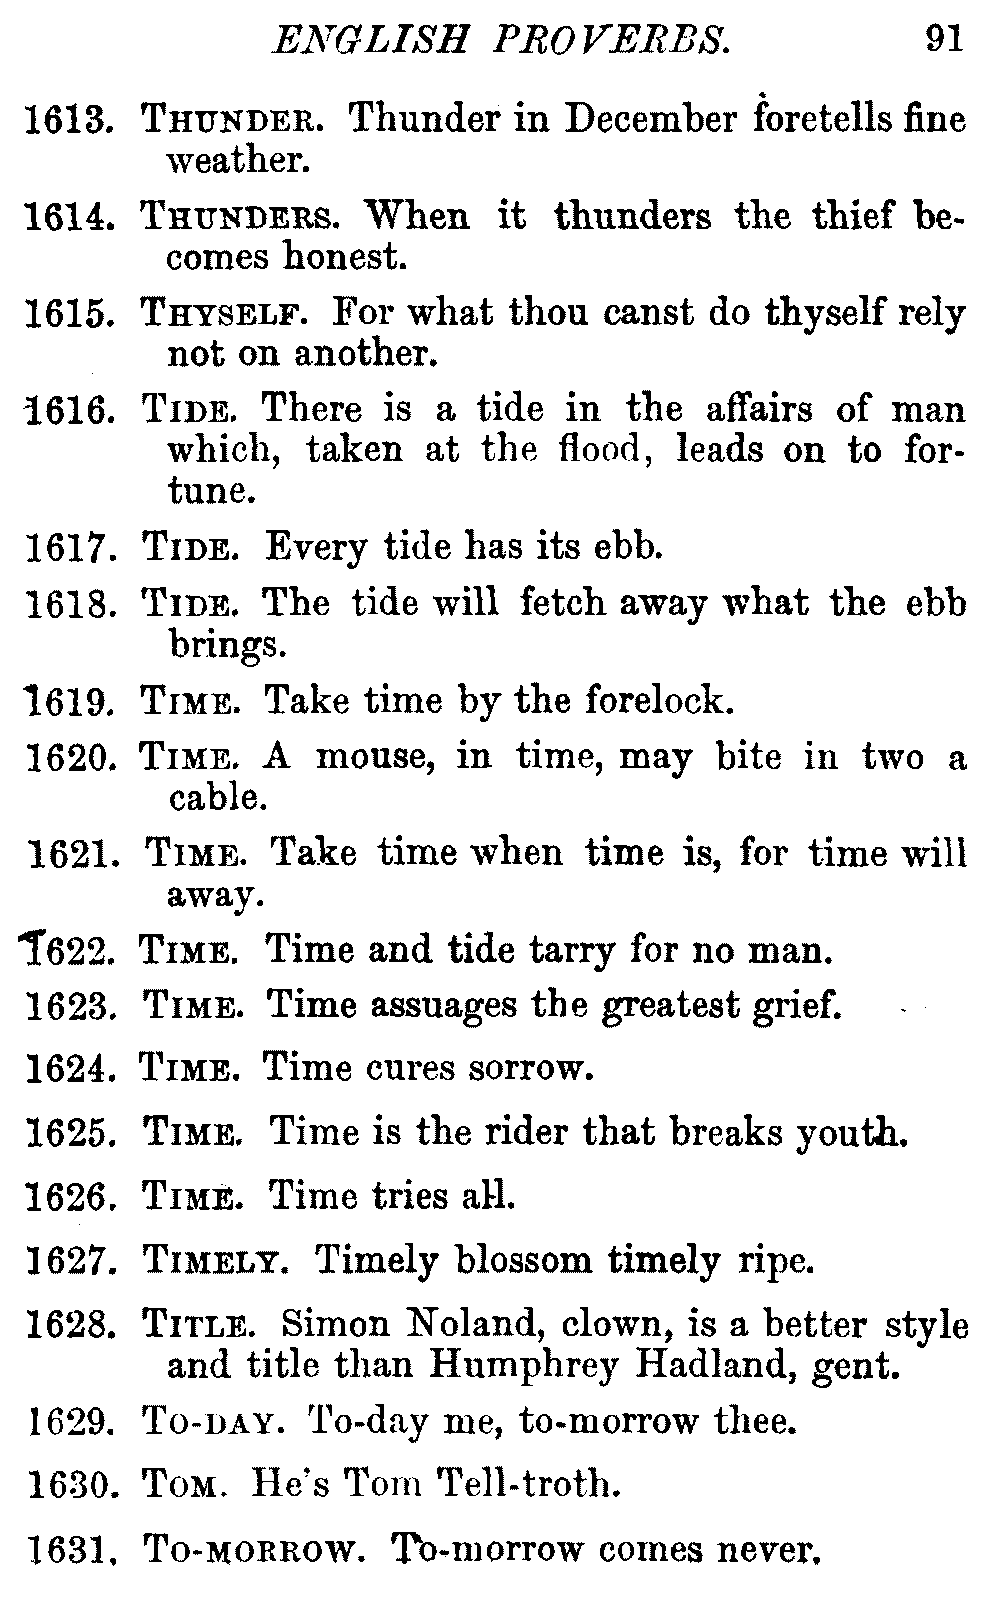 ENGLISH PROVERBS. 91
1613. THUNDER. Thunder in December foretells fine
weather.
1614. THUNDERS. When it thunders the thief be-
comes honest.
1615. THYSELF. For what thou canst do thyself rely
not on another.
1616. TIDE. There is a tide in the affairs of man
which, taken at the flood, leads on to for-
tune.
1617. TIDE. Every tide has its ebb.
1618. TIDE. The tide will fetch away what the ebb
brings.
1619. TIME. Take time by the forelock.
1620. TIME. A mouse, in time, may bite in two a
cable.
1621. TIME. Take time when time is, for time will
away.
1622. TIME. Time and tide tarry for no man.
1623. TIME. Time assuages the greatest grief.
1624. TIME. Time cures sorrow.
1625. TIME. Time is the rider that breaks youth.
1626. TIME. Time tries all.
1627. TIMELY. Timely blossom timely ripe.
1628. TITLE. Simon Noland, clown, is a better style
and title than Humphrey Hadland, gent.
1629. TO-DAY. To-day me, to-morrow thee.
1630. TOM. He's Tom Tell-troth.
1631. TO-MORROW. To-morrow comes never.